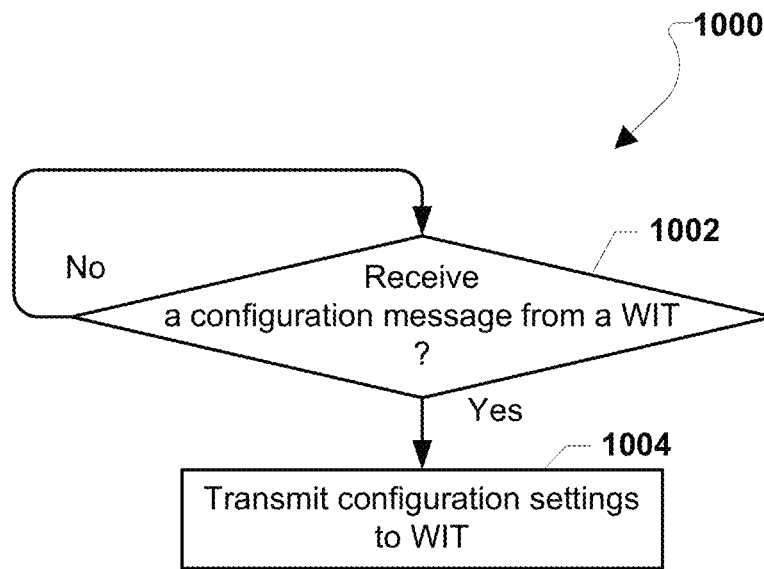 1000
1002
No
Receive
a configuration message from a WIT
?
Yes
1004
Transmit configuration settings
to WIT